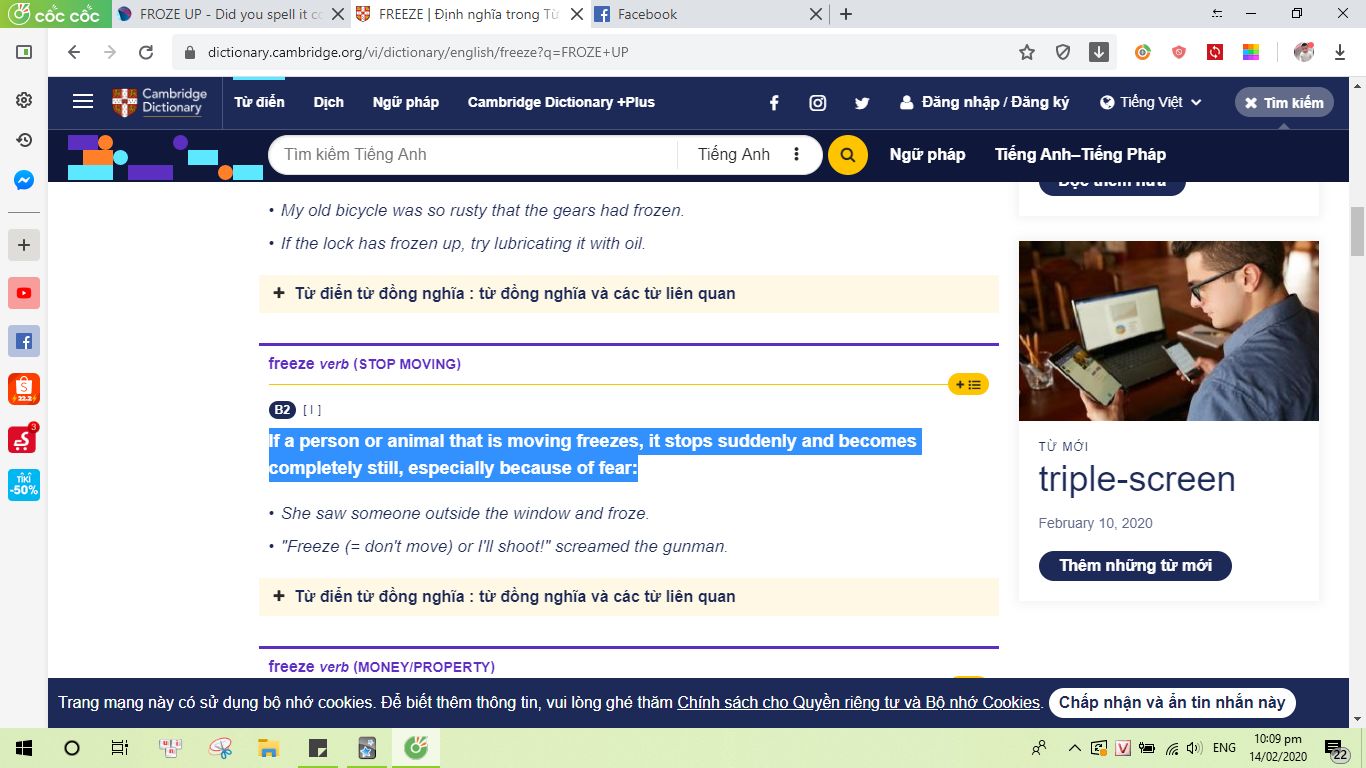 cốc cốc
FROZE UP - Did you spell it co
FREEZE | Định nghĩa trong Từ
Facebook
dictionary.cambridge.org/vi/dictionary/english/freeze?q=FROZE+UP
Cambridge Dictionary
Từ điển
Dịch
Ngữ pháp
Cambridge Dictionary +Plus
Đăng nhập / Đăng ký
Tiếng Việt
Tìm kiếm
Tìm kiếm Tiếng Anh
Tiếng Anh
Ngữ pháp
Tiếng Anh–Tiếng Pháp
Đọc thêm nữa
• My old bicycle was so rusty that the gears had frozen.
• If the lock has frozen up, try lubricating it with oil.
+ Từ điển từ đồng nghĩa : từ đồng nghĩa và các từ liên quan
freeze verb (STOP MOVING)
B2 [ I ]
If a person or animal that is moving freezes, it stops suddenly and becomes
completely still, especially because of fear:
• She saw someone outside the window and froze.
• "Freeze (= don't move) or I'll shoot!" screamed the gunman.
+ Từ điển từ đồng nghĩa : từ đồng nghĩa và các từ liên quan
freeze verb (MONEY/PROPERTY)
TỪ MỚI
triple-screen
February 10, 2020
Thêm những từ mới
22.2
3
TIKI
-50%
Trang mạng này có sử dụng bộ nhớ cookies. Để biết thêm thông tin, vui lòng ghé thăm Chính sách cho Quyền riêng tư và Bộ nhớ Cookies. Chấp nhận và ẩn tin nhắn này
V
ENG
10:09 pm
14/02/2020
22